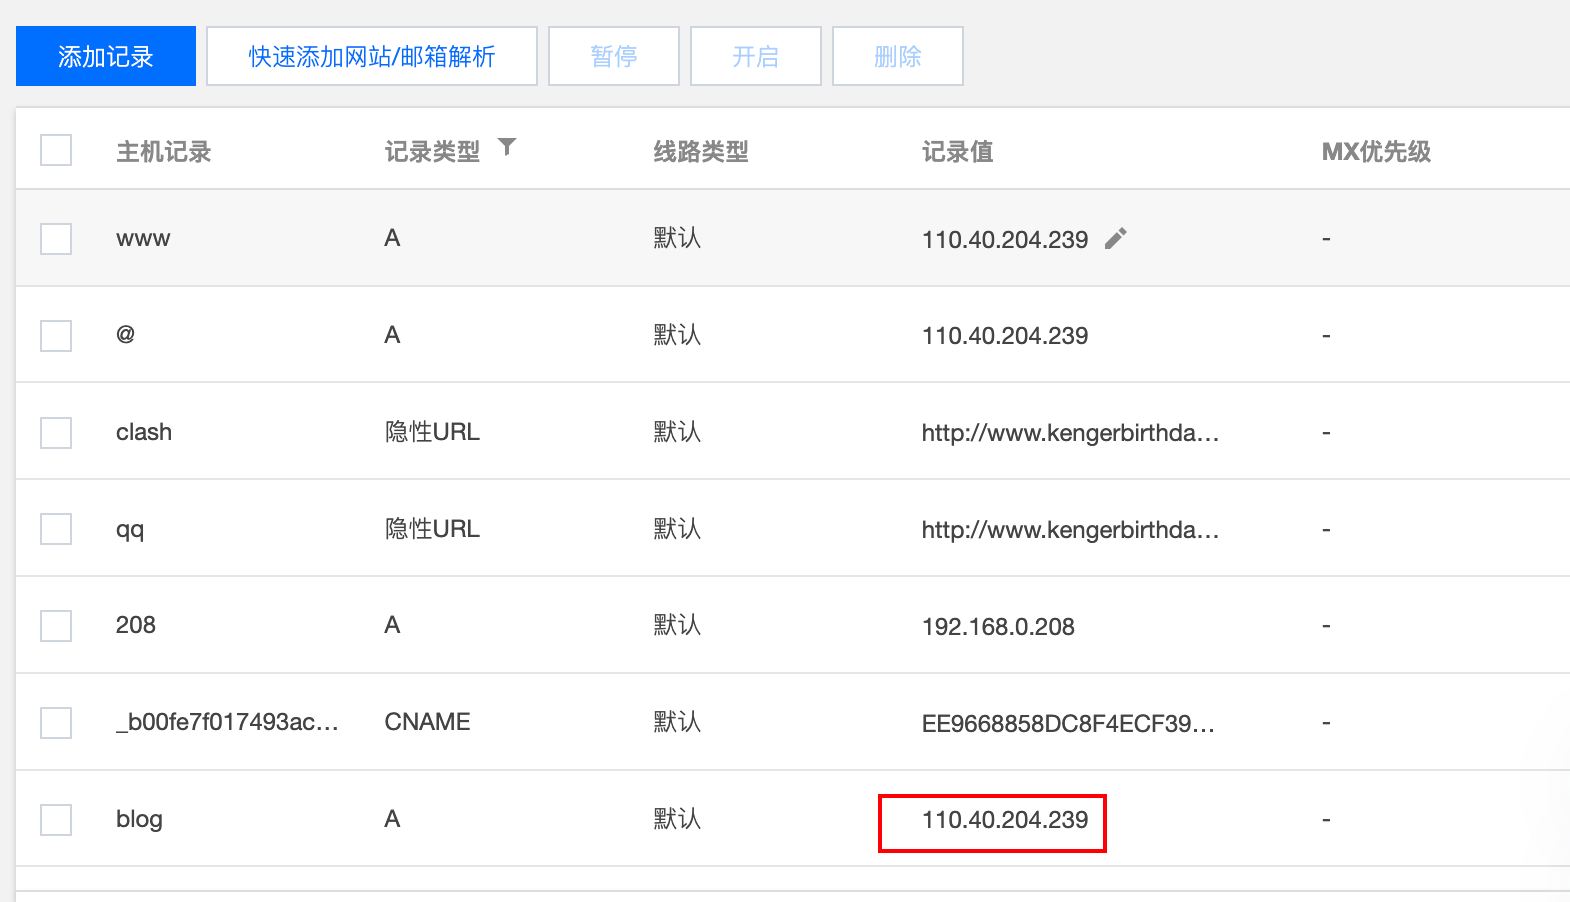 添加记录 快速添加网站/邮箱解析 暂停 开启 删除
主机记录 记录类型 线路类型 记录值 MX优先级
www A 默认 110.40.204.239 -
@ A 默认 110.40.204.239 -
clash 隐性URL 默认 http://www.kengerbirthda... -
qq 隐性URL 默认 http://www.kengerbirthda... -
208 A 默认 192.168.0.208 -
_b00fe7f017493ac... CNAME 默认 EE9668858DC8F4ECF39... -
blog A 默认 110.40.204.239 -